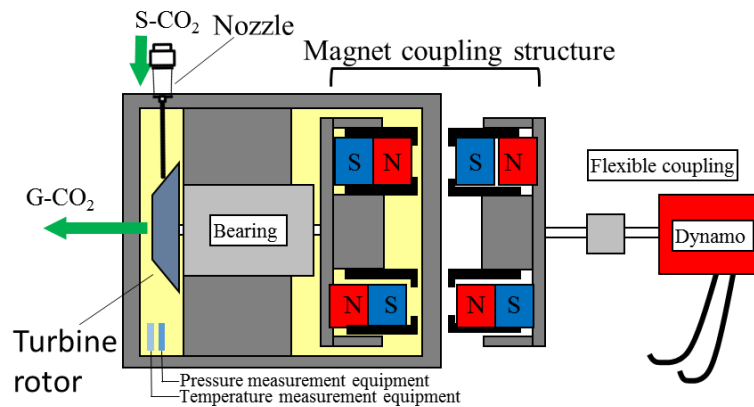 S-CO₂
Nozzle
Magnet coupling structure
S N
S N
Flexible coupling
G-CO₂
Bearing
Dynamo
N S
N S
Turbine
rotor
Pressure measurement equipment
Temperature measurement equipment